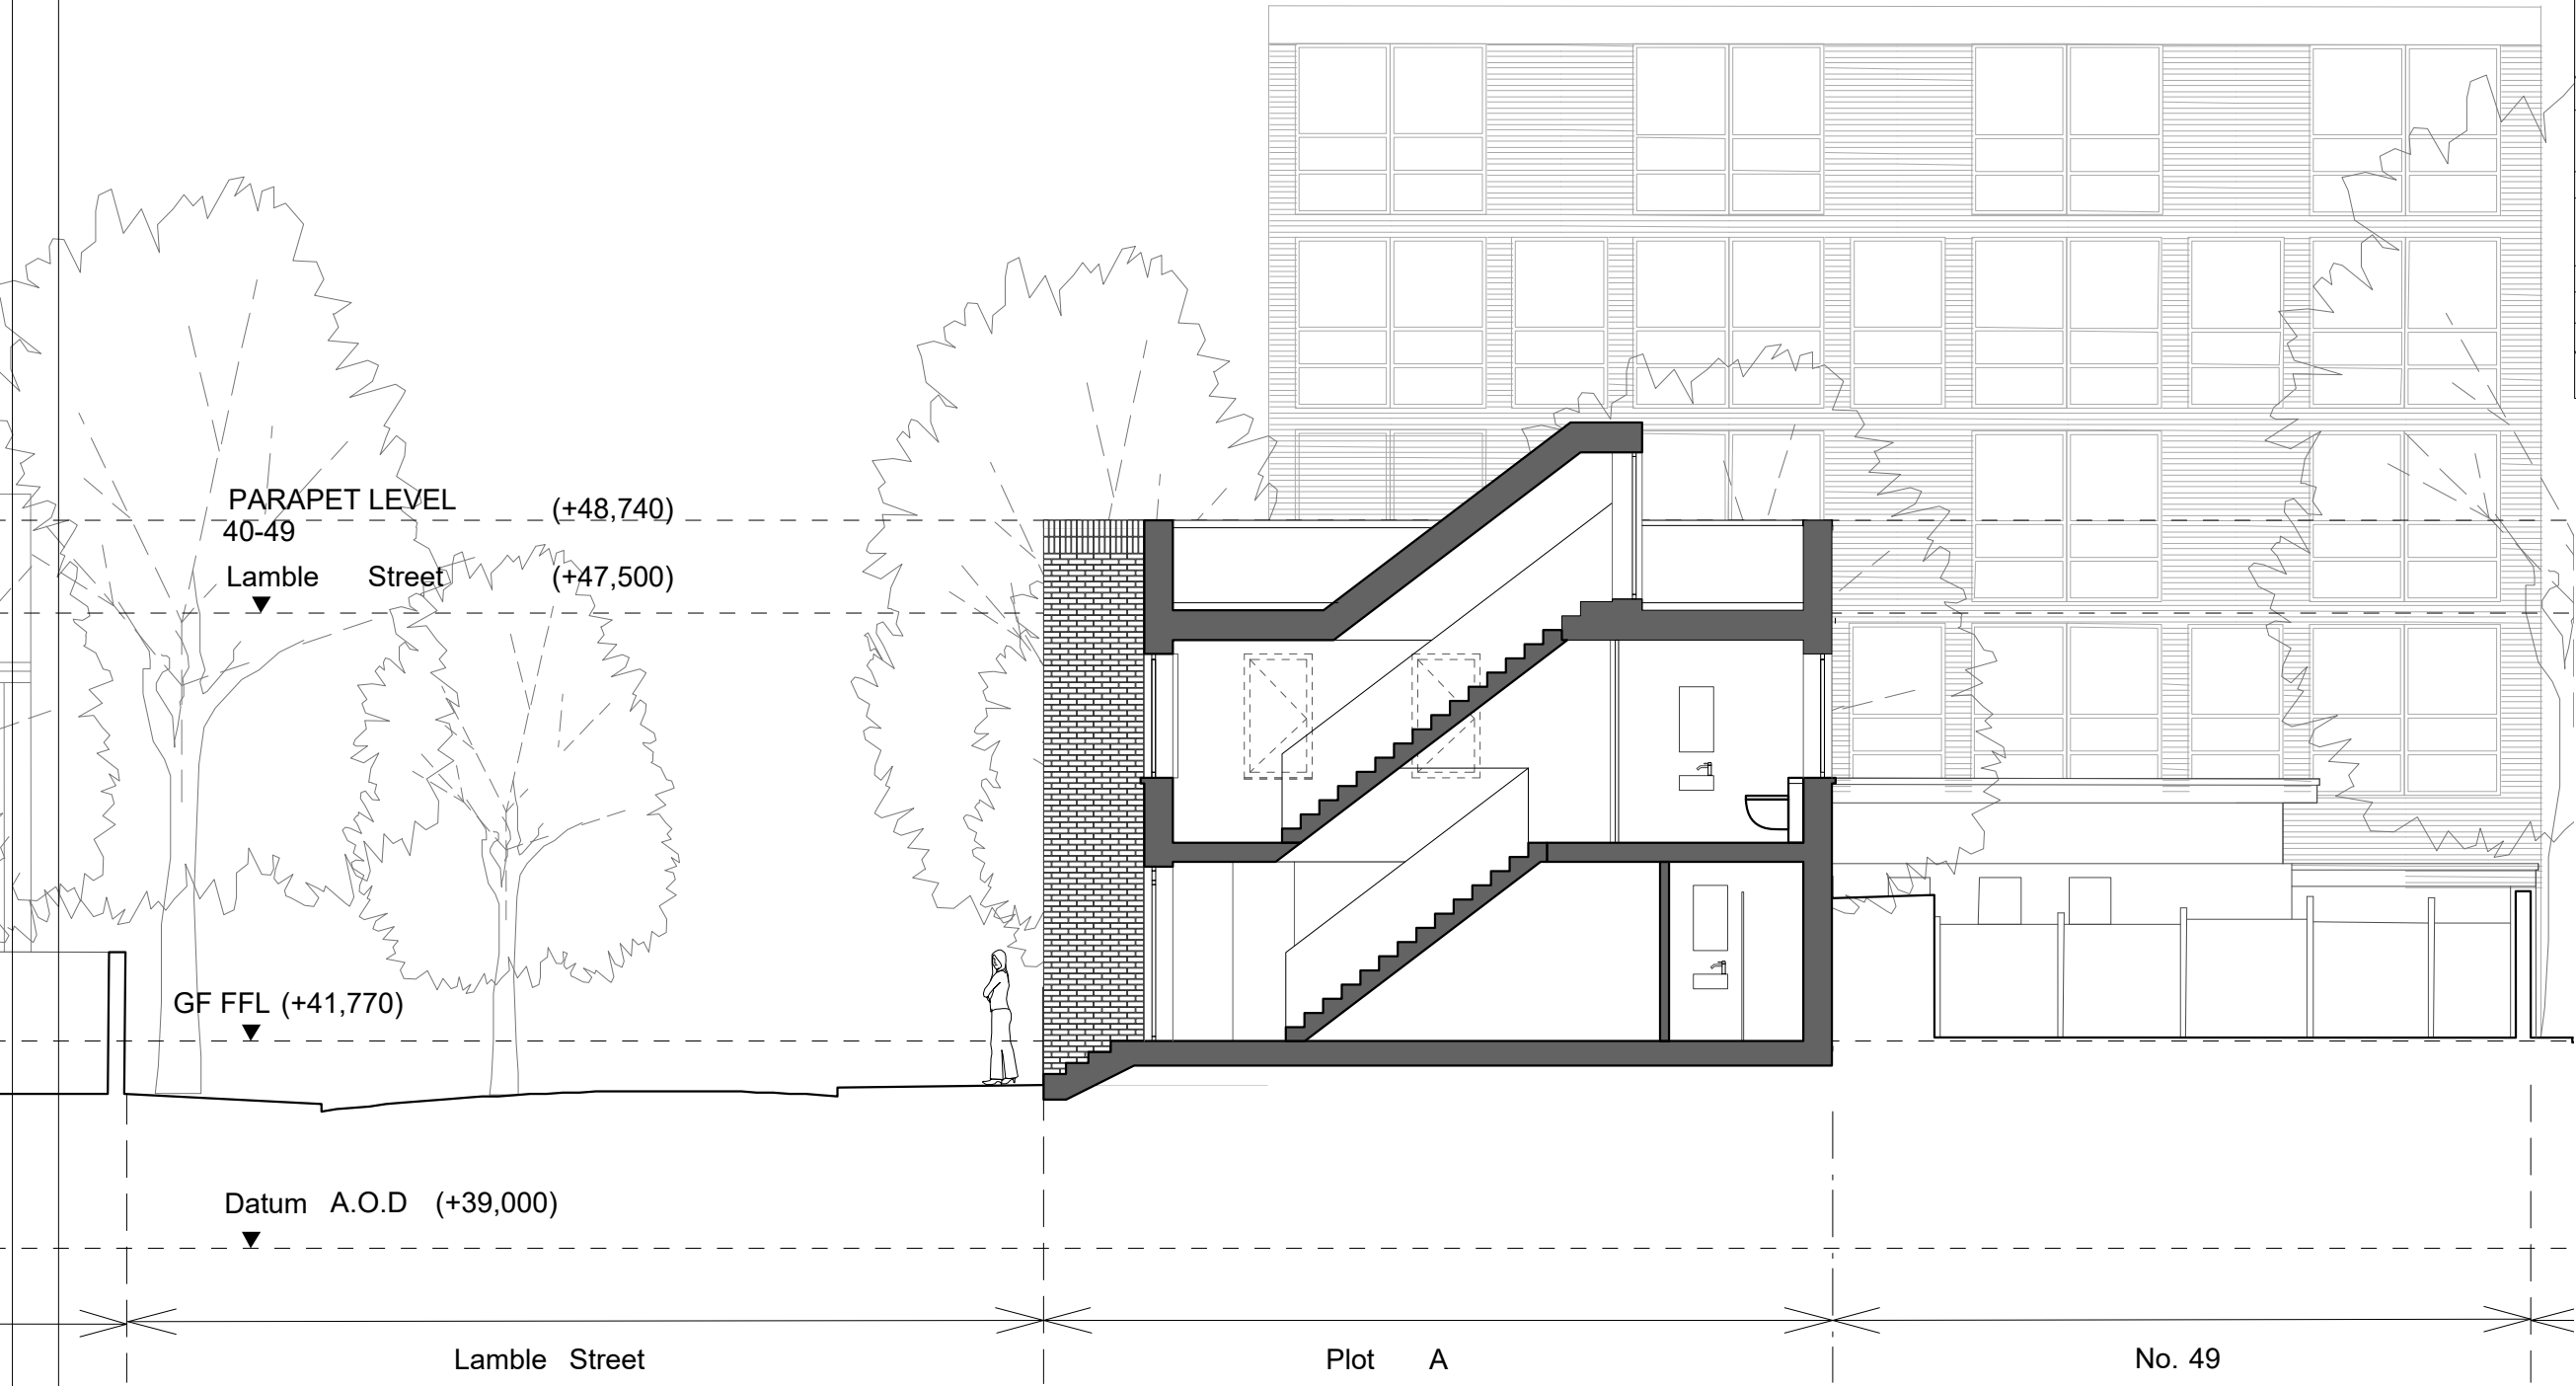 PARAPET LEVEL (+48,740)
40-49
Lamble Street (+47,500)
GF FFL (+41,770)
Datum A.O.D (+39,000)
Lamble Street Plot A No. 49